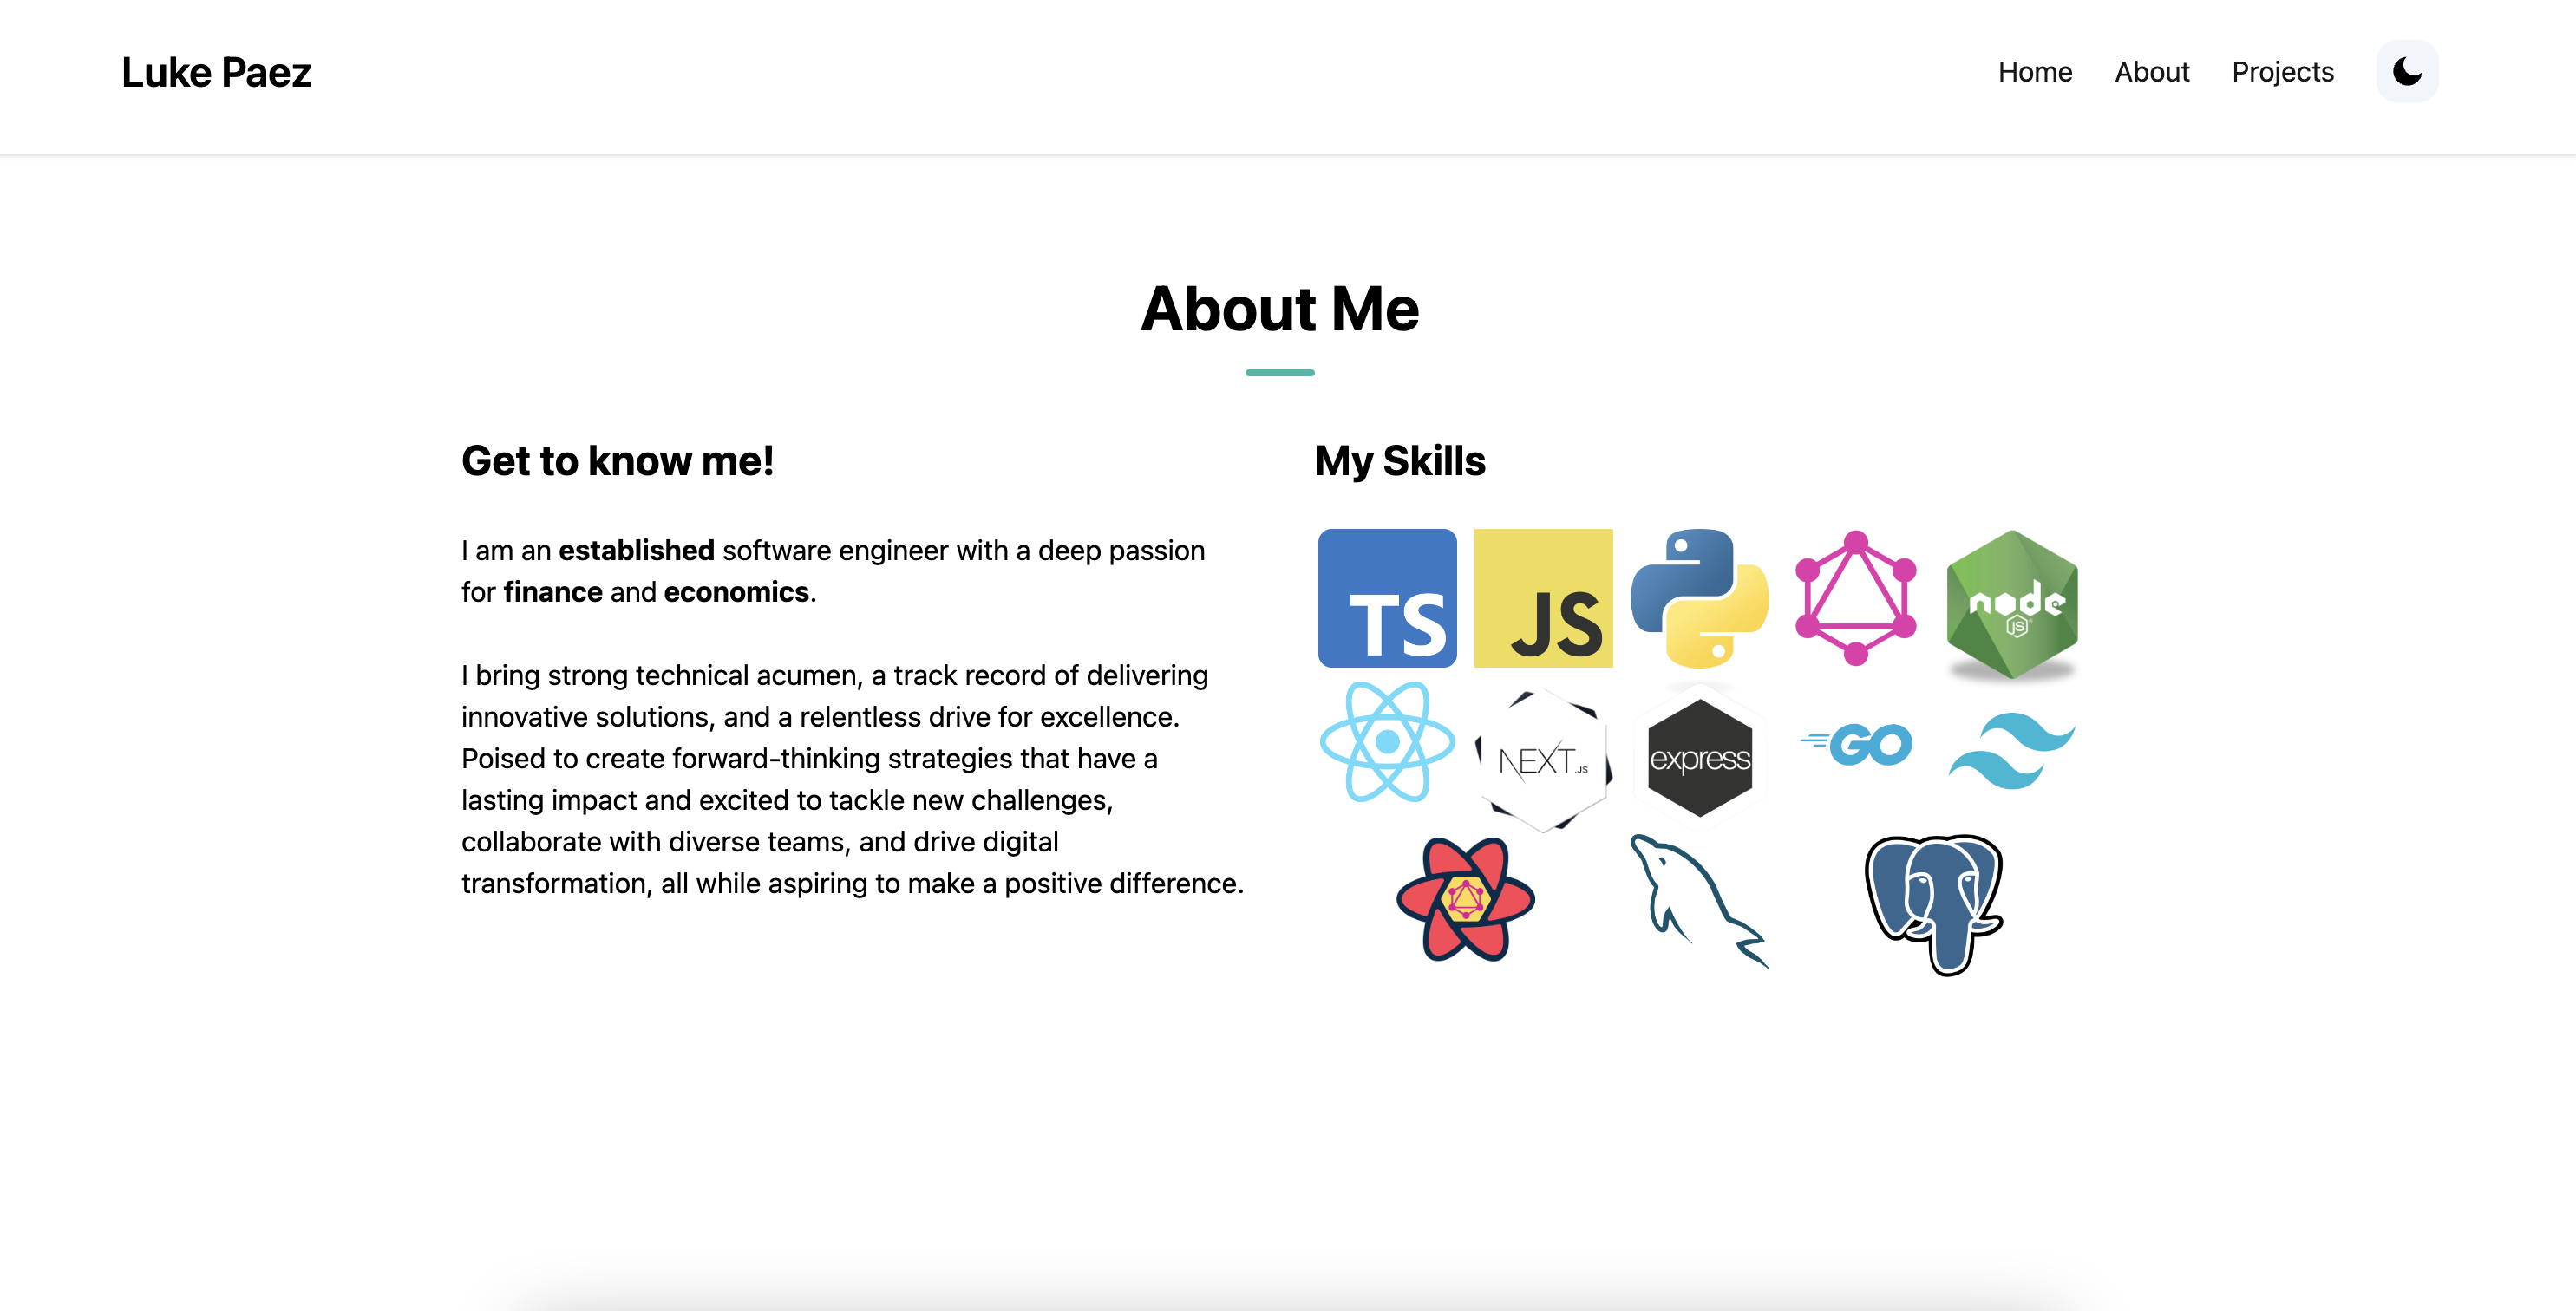 Luke Paez
Home
About
Projects
About Me
Get to know me!
I am an established software engineer with a deep passion
for finance and economics.
I bring strong technical acumen, a track record of delivering
innovative solutions, and a relentless drive for excellence.
Poised to create forward-thinking strategies that have a
lasting impact and excited to tackle new challenges,
collaborate with diverse teams, and drive digital
transformation, all while aspiring to make a positive difference.
My Skills
TS
JS
node
JS
NEXT.JS
express
GO